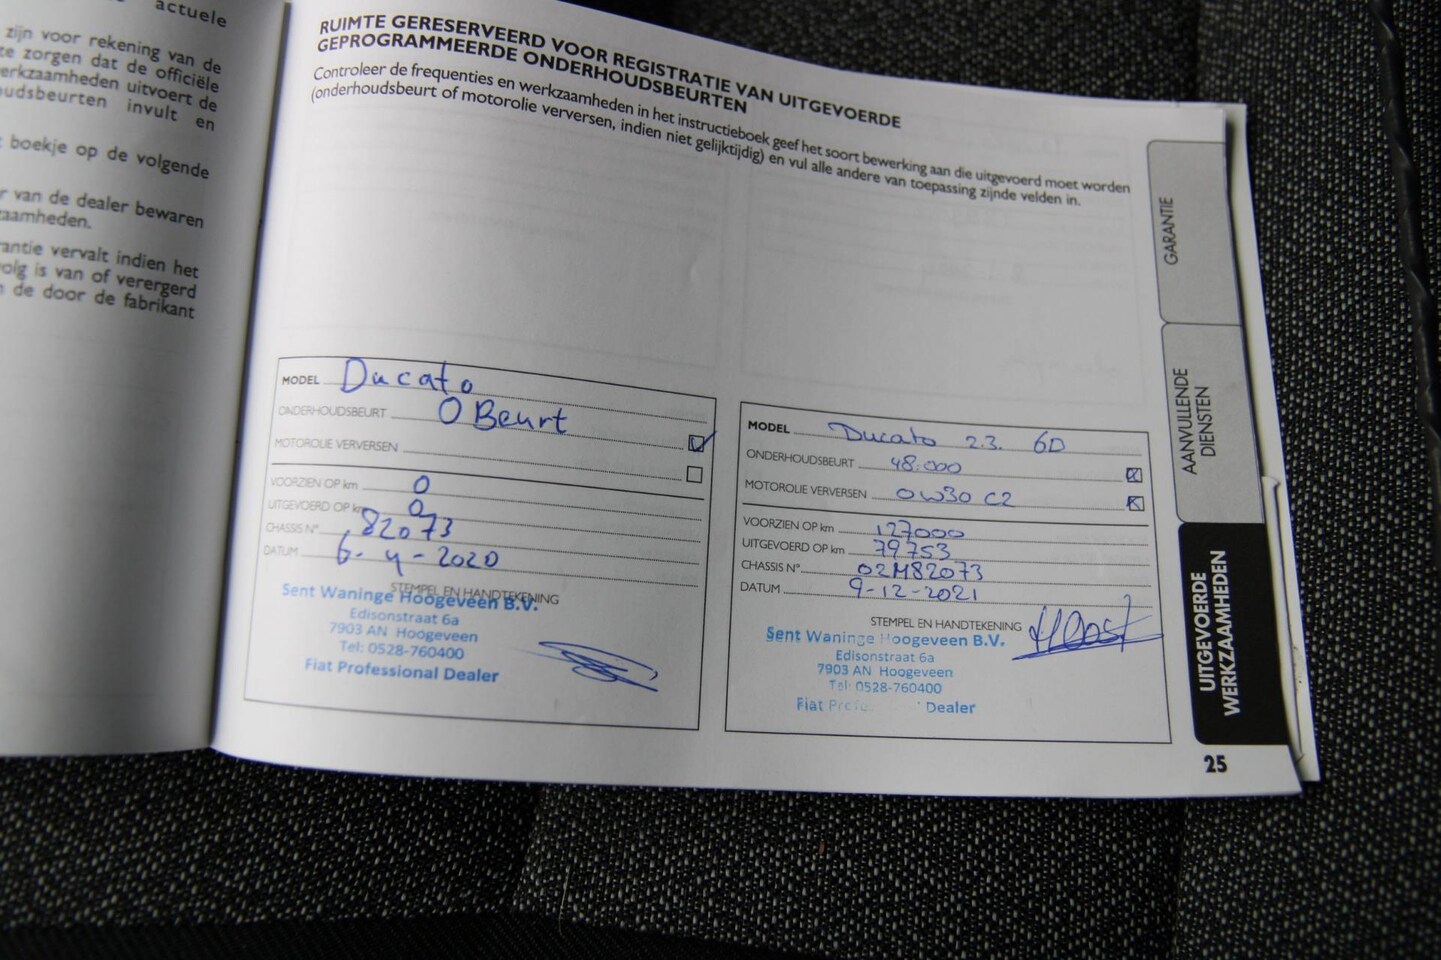 actuele
zijn voor rekening van de
te zorgen dat de officiële
erkzaamheden uitvoert de
oudsbeurten invult en
boekje op de volgende
r van de dealer bewaren
zaamheden.
rantie vervalt indien het
volg is van of verergerd
n de door de fabrikant
RUIMTE GERESERVEERD VOOR REGISTRATIE VAN UITGEVOERDE
GEPROGRAMMEERDE ONDERHOUDSBEURTEN
Controleer de frequenties en werkzaamheden in het instructieboek geef het soort bewerking aan die uitgevoerd moet worden
(onderhoudsbeurt of motorolie verversen, indien niet gelijktijdig) en vul alle andere van toepassing zijnde velden in.
MODEL Ducato
ONDERHOUDSBEURT 0 Beurt
MOTOROLIE VERVERSEN
VOORZIEN OP km 0
UITGEVOERD OP km 0
CHASSIS N° 82073
DATUM 6-4-2020
STEMPEL EN HANDTEKENING
Sent Waninge Hoogeveen B.V.
Edisonstraat 6a
7903 AN Hoogeveen
Tel: 0528-760400
Fiat Professional Dealer
MODEL Ducato 2.3. 6D
ONDERHOUDSBEURT 48.000
MOTOROLIE VERVERSEN 0W30 C2
VOORZIEN OP km 127000
UITGEVOERD OP km 79753
CHASSIS N° 02M82073
DATUM 9-12-2021
STEMPEL EN HANDTEKENING
Sent Waninge Hoogeveen B.V.
Edisonstraat 6a
7903 AN Hoogeveen
Tel: 0528-760400
Fiat Dealer
GARANTIE
AANVULLENDE
DIENSTEN
UITGEVOERDE
WERKZAAMHEDEN
25